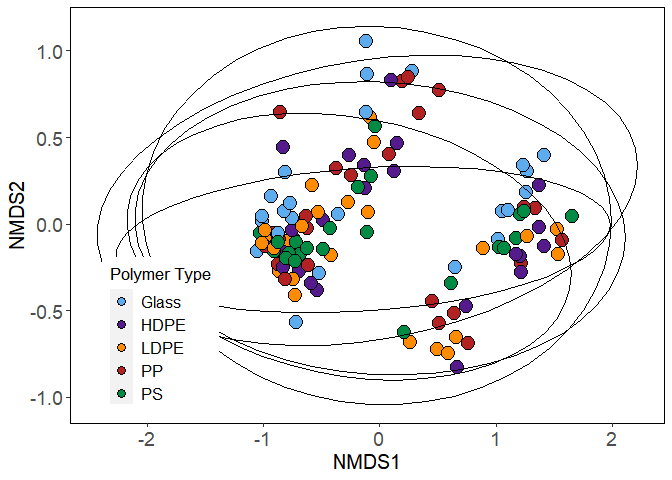 1.0
0.5
0.0
-0.5
-1.0
NMDS2
Polymer Type
Glass
HDPE
LDPE
PP
PS
-2 -1 0 1 2
NMDS1